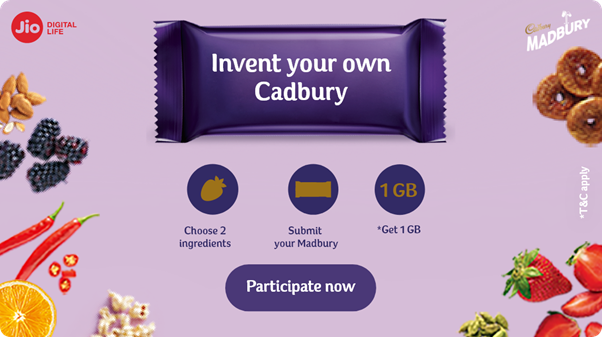 Jio DIGITAL
LIFE
Cadbury
MADBURY
Invent your own
Cadbury
1 GB
Choose 2
ingredients
Submit
your Madbury
*Get 1 GB
*T&C apply
Participate now